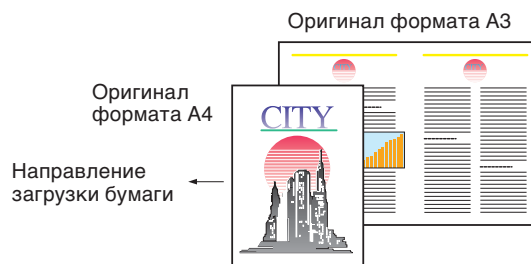 Оригинал формата A3
Оригинал
формата A4
CITY
Направление
загрузки бумаги